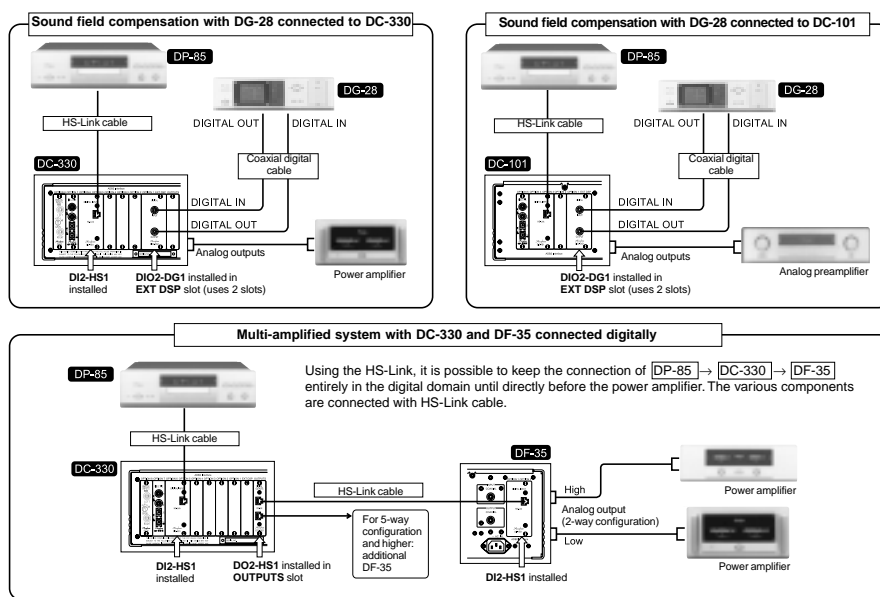 Sound field compensation with DG-28 connected to DC-330
DP-85
DG-28
HS-Link cable
DIGITAL OUT
DIGITAL IN
DC-330
Coaxial digital
cable
DIGITAL IN
DIGITAL OUT
Analog outputs
Power amplifier
DI2-HS1
installed
DIO2-DG1 installed in
EXT DSP slot (uses 2 slots)
Sound field compensation with DG-28 connected to DC-101
DP-85
DG-28
HS-Link cable
DIGITAL OUT
DIGITAL IN
DC-101
Coaxial digital
cable
DIGITAL IN
DIGITAL OUT
Analog outputs
Analog preamplifier
DIO2-DG1 installed in
EXT DSP slot (uses 2 slots)
Multi-amplified system with DC-330 and DF-35 connected digitally
DP-85
Using the HS-Link, it is possible to keep the connection of DP-85 → DC-330 → DF-35
entirely in the digital domain until directly before the power amplifier. The various components
are connected with HS-Link cable.
HS-Link cable
DC-330
DF-35
HS-Link cable
High
Power amplifier
Analog output
(2-way configuration)
Low
For 5-way
configuration
and higher:
additional
DF-35
Power amplifier
DI2-HS1
installed
DO2-HS1 installed in
OUTPUTS slot
DI2-HS1 installed